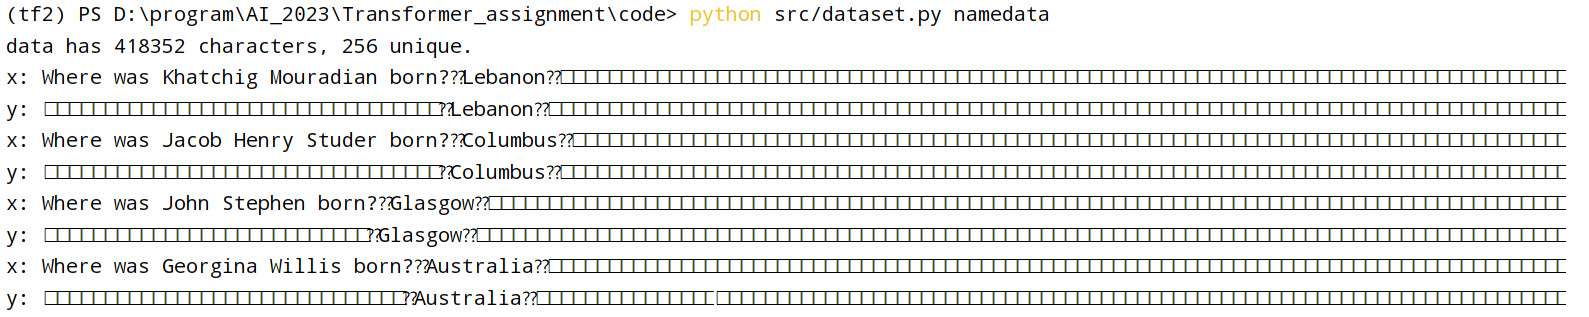 (tf2) PS D:\program\AI_2023\Transformer_assignment\code> python src/dataset.py namedata
data has 418352 characters, 256 unique.
x: Where was Khatchig Mouradian born?⁇Lebanon⁇□□□□□□□□□□□□□□□□□□□□□□□□□□□□□□□□□□□□□□□□□□□□□□□□□□□□□□□□□□□□□□□□□□□□□□□□□□□□□□□□□□□□
y: □□□□□□□□□□□□□□□□□□□□□□□□□□□□□□□□□⁇Lebanon⁇□□□□□□□□□□□□□□□□□□□□□□□□□□□□□□□□□□□□□□□□□□□□□□□□□□□□□□□□□□□□□□□□□□□□□□□□□□□□□□□□□□□□□
x: Where was Jacob Henry Studer born?⁇Columbus⁇□□□□□□□□□□□□□□□□□□□□□□□□□□□□□□□□□□□□□□□□□□□□□□□□□□□□□□□□□□□□□□□□□□□□□□□□□□□□□□□□□□□
y: □□□□□□□□□□□□□□□□□□□□□□□□□□□□□□□□□⁇Columbus⁇□□□□□□□□□□□□□□□□□□□□□□□□□□□□□□□□□□□□□□□□□□□□□□□□□□□□□□□□□□□□□□□□□□□□□□□□□□□□□□□□□□□□
x: Where was John Stephen born?⁇Glasgow⁇□□□□□□□□□□□□□□□□□□□□□□□□□□□□□□□□□□□□□□□□□□□□□□□□□□□□□□□□□□□□□□□□□□□□□□□□□□□□□□□□□□□□□□□□□□
y: □□□□□□□□□□□□□□□□□□□□□□□□□□□⁇Glasgow⁇□□□□□□□□□□□□□□□□□□□□□□□□□□□□□□□□□□□□□□□□□□□□□□□□□□□□□□□□□□□□□□□□□□□□□□□□□□□□□□□□□□□□□□□□□□□
x: Where was Georgina Willis born?⁇Australia⁇□□□□□□□□□□□□□□□□□□□□□□□□□□□□□□□□□□□□□□□□□□□□□□□□□□□□□□□□□□□□□□□□□□□□□□□□□□□□□□□□□□□□□
y: □□□□□□□□□□□□□□□□□□□□□□□□□□□□□□⁇Australia⁇□□□□□□□□□□□□□□□□□□□□□□□□□□□□□□□□□□□□□□□□□□□□□□□□□□□□□□□□□□□□□□□□□□□□□□□□□□□□□□□□□□□□□□